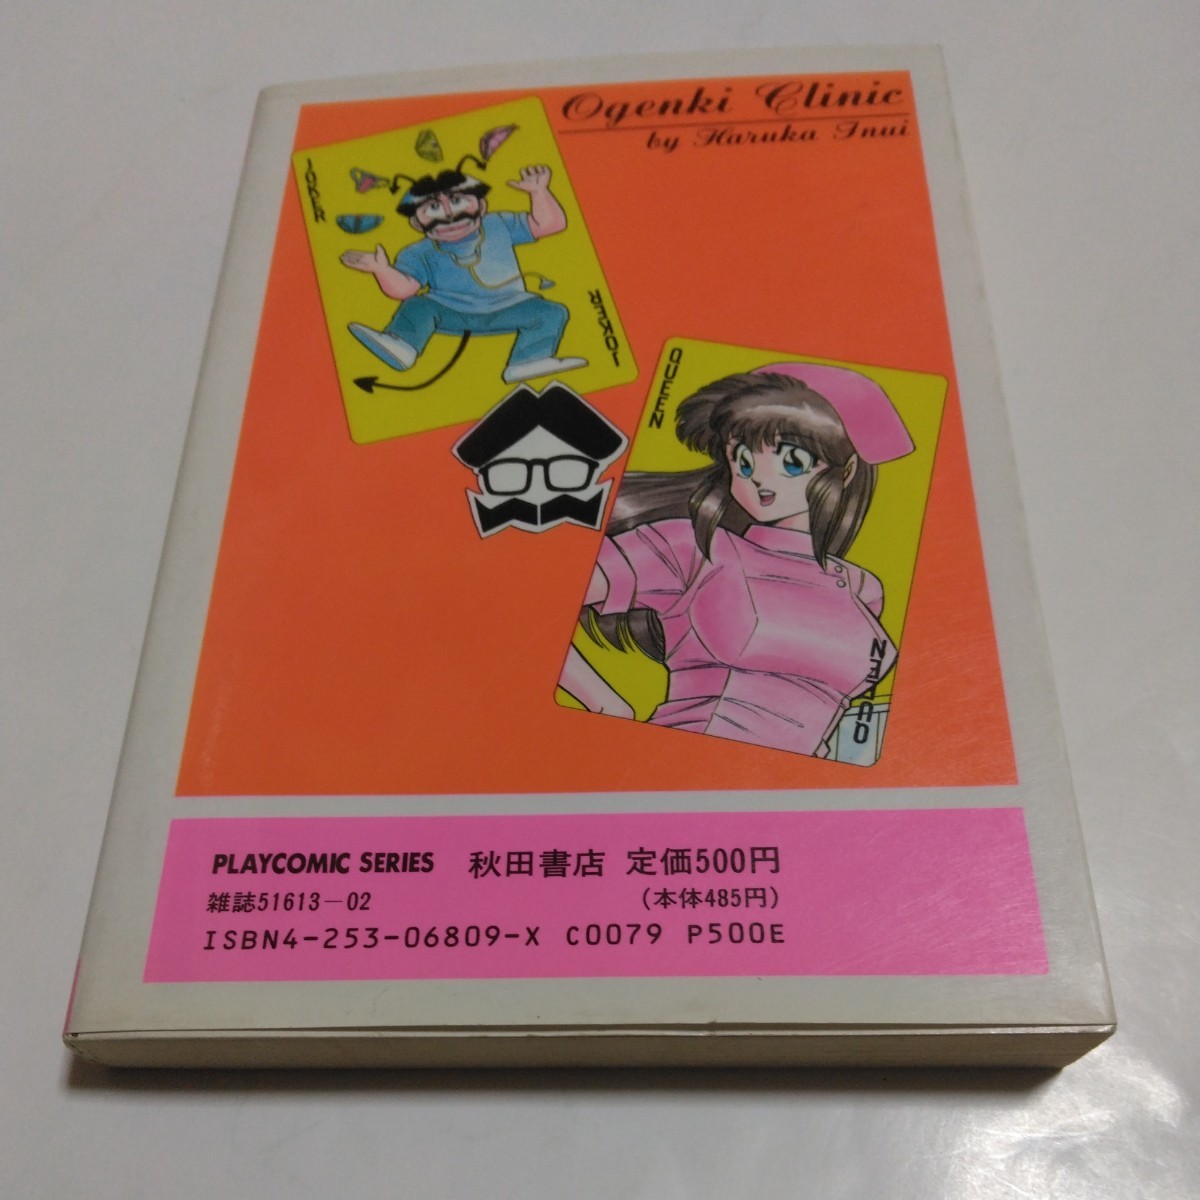 Ogenki Clinic
by Haruka Inui
JOKER
JOKER
QUEEN
QUEEN
PLAYCOMIC SERIES 秋田書店 定価500円
雑誌51613-02 (本体485円)
ISBN4-253-06809-X C0079 P500E